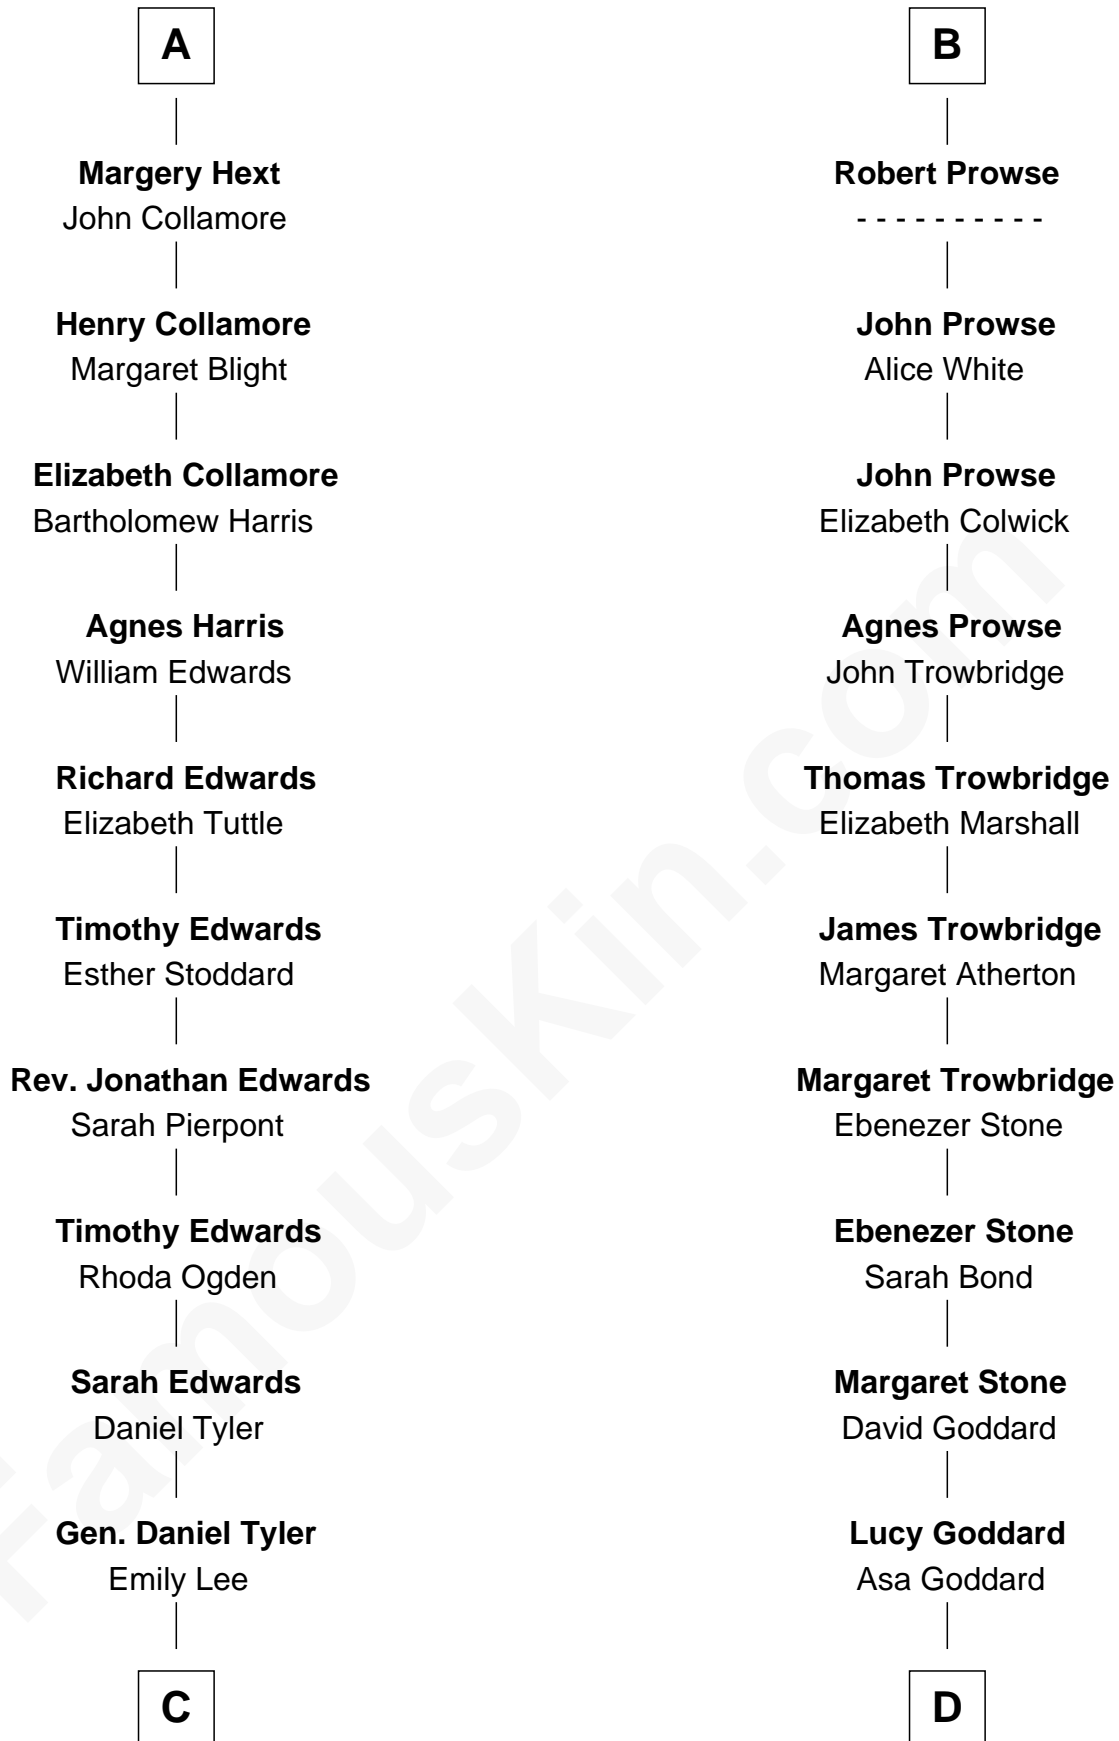 A
Margery Hext
John Collamore
Henry Collamore
Margaret Blight
Elizabeth Collamore
Bartholomew Harris
Agnes Harris
William Edwards
Richard Edwards
Elizabeth Tuttle
Timothy Edwards
Esther Stoddard
Rev. Jonathan Edwards
Sarah Pierpont
Timothy Edwards
Rhoda Ogden
Sarah Edwards
Daniel Tyler
Gen. Daniel Tyler
Emily Lee
C
B
Robert Prowse
- - - - - - - - - -
John Prowse
Alice White
John Prowse
Elizabeth Colwick
Agnes Prowse
John Trowbridge
Thomas Trowbridge
Elizabeth Marshall
James Trowbridge
Margaret Atherton
Margaret Trowbridge
Ebenezer Stone
Ebenezer Stone
Sarah Bond
Margaret Stone
David Goddard
Lucy Goddard
Asa Goddard
D
FamousKin.com